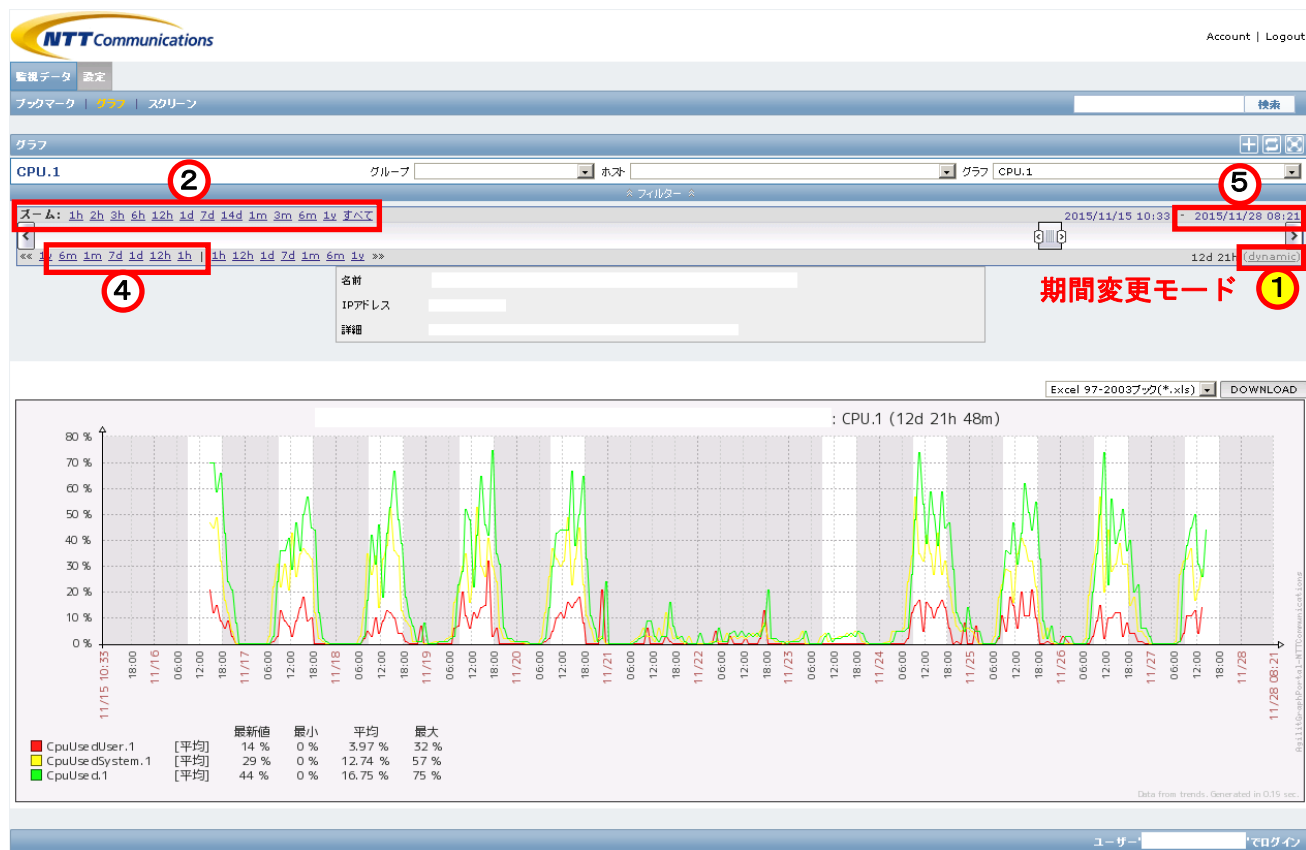 NTT Communications
Account | Logout
監視データ 設定
ブックマーク | グラフ | スクリーン 検索
グラフ
CPU.1 グループ ホスト グラフ CPU.1
②
⑤
« フィルター »
ズーム: 1h 2h 3h 6h 12h 1d 7d 14d 1m 3m 6m 1y すべて 2015/11/15 10:33 - 2015/11/28 08:21
«« 1y 6m 1m 7d 1d 12h 1h | 1h 12h 1d 7d 1m 6m 1y »» 12d 21h (dynamic)
④
期間変更モード ①
名前
IPアドレス
詳細
Excel 97-2003ブック(*.xls) DOWNLOAD
: CPU.1 (12d 21h 48m)
80 %
70 %
60 %
50 %
40 %
30 %
20 %
10 %
0 %
11/15 10:33 18:00 11/16 06:00 12:00 18:00 11/17 06:00 12:00 18:00 11/18 06:00 12:00 18:00 11/19 06:00 12:00 18:00 11/20 06:00 12:00 18:00 11/21 06:00 12:00 18:00 11/22 06:00 12:00 18:00 11/23 06:00 12:00 18:00 11/24 06:00 12:00 18:00 11/25 06:00 12:00 18:00 11/26 06:00 12:00 18:00 11/27 06:00 12:00 18:00 11/28 11/28 08:21
最新値 最小 平均 最大
CpuUsedUser.1 [平均] 14 % 0 % 3.97 % 32 %
CpuUsedSystem.1 [平均] 29 % 0 % 12.74 % 57 %
CpuUsed.1 [平均] 44 % 0 % 16.75 % 75 %
AgilitGraphPortal-NTTCommunications
Data from trends. Generated in 0.15 sec.
ユーザー' 'でログイン